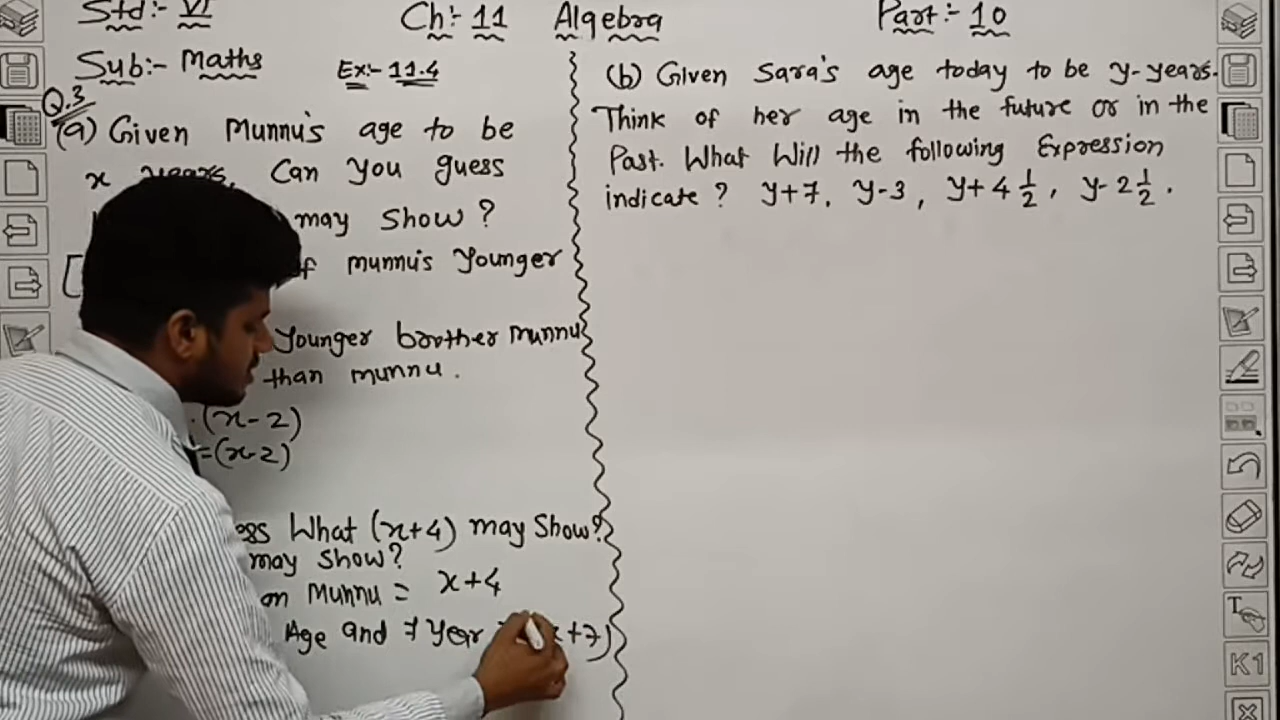 Std:- VI
Ch:- 11 Algebra
Part:- 10
Sub:- Maths
Ex:- 11.4
Q.3
(a) Given Munnu's age to be
x years, Can You guess
may Show?
[ of munnu's Younger
Younger brother munnu
than munnu.
(x-2)
=(x-2)
What (x+4) may Show?
may show?
on Munnu = x+4
Age and 7 Year +7)
(b) Given Sara's age today to be y-years.
Think of her age in the future or in the
Past. What Will the following Expression
indicate? y+7, y-3, y+4 1/2, y-2 1/2.
T
K1